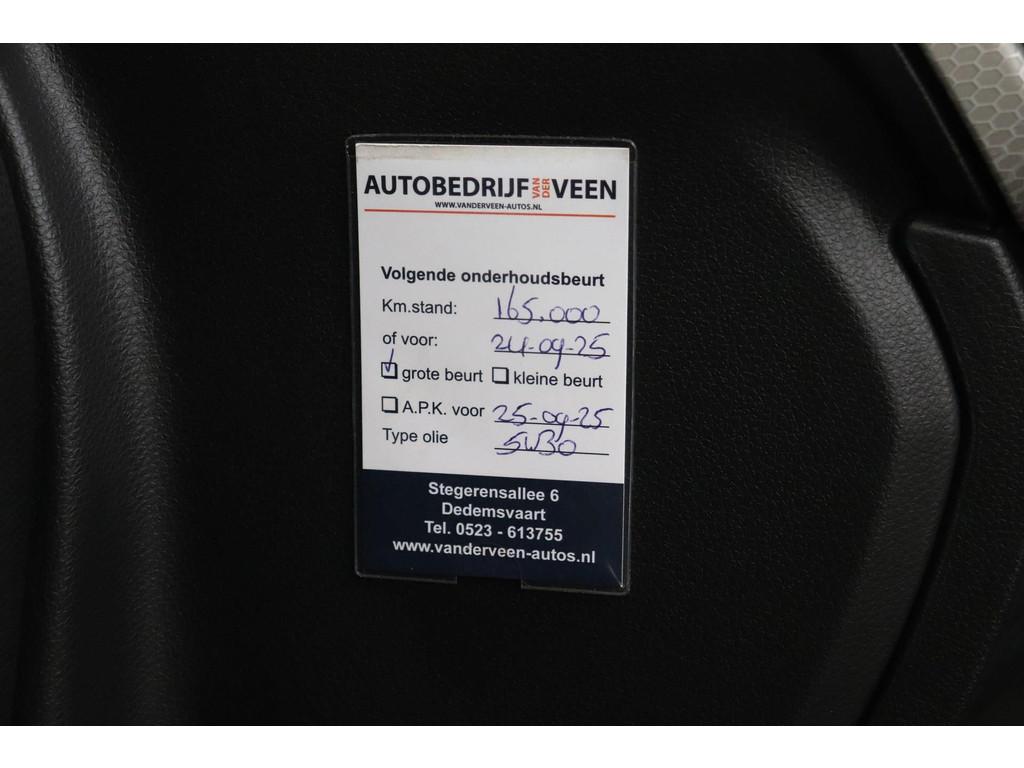 AUTOBEDRIJF VAN DER VEEN
WWW.VANDERVEEN-AUTOS.NL
Volgende onderhoudsbeurt
Km.stand: 165.000
of voor: 24-09-25
grote beurt kleine beurt
A.P.K. voor 25-09-25
Type olie 5W30
Stegerensallee 6
Dedemsvaart
Tel. 0523 - 613755
www.vanderveen-autos.nl